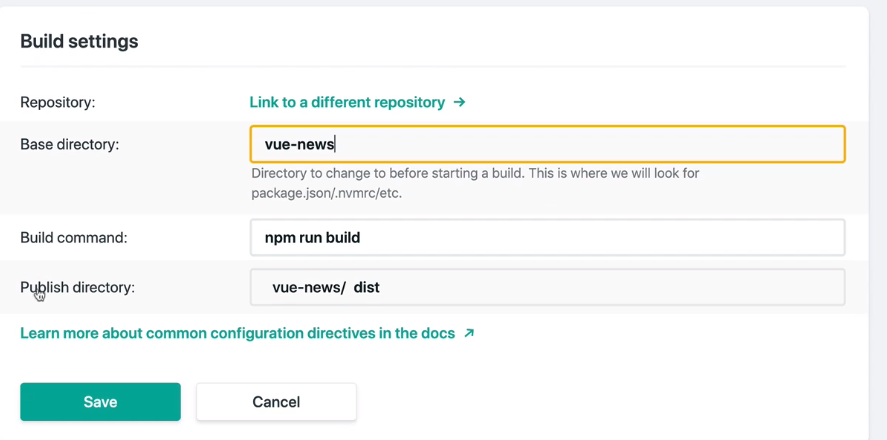 Build settings
Repository: Link to a different repository →
Base directory: vue-news
Directory to change to before starting a build. This is where we will look for
package.json/.nvmrc/etc.
Build command: npm run build
Publish directory: vue-news/ dist
Learn more about common configuration directives in the docs ↗
Save Cancel